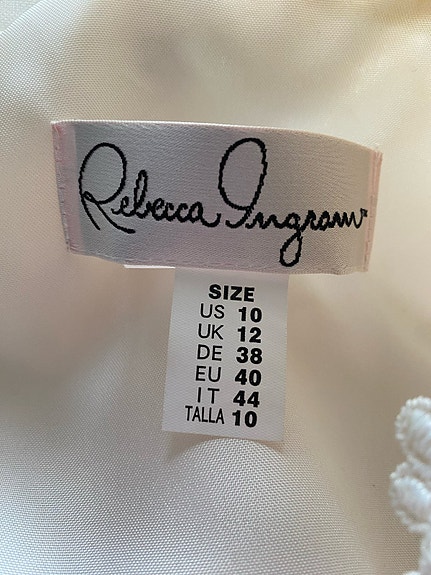 Rebecca Ingram
SIZE
US 10
UK 12
DE 38
EU 40
IT 44
TALLA 10